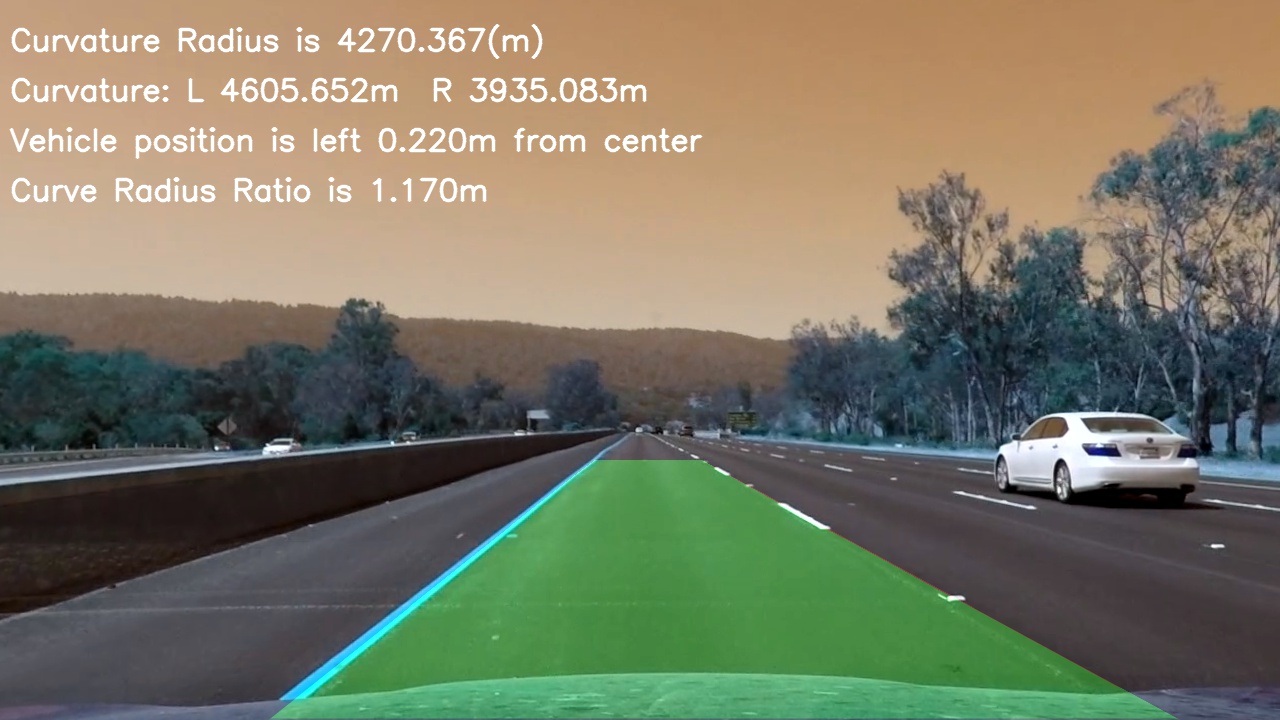 Curvature Radius is 4270.367(m)
Curvature: L 4605.652m R 3935.083m
Vehicle position is left 0.220m from center
Curve Radius Ratio is 1.170m